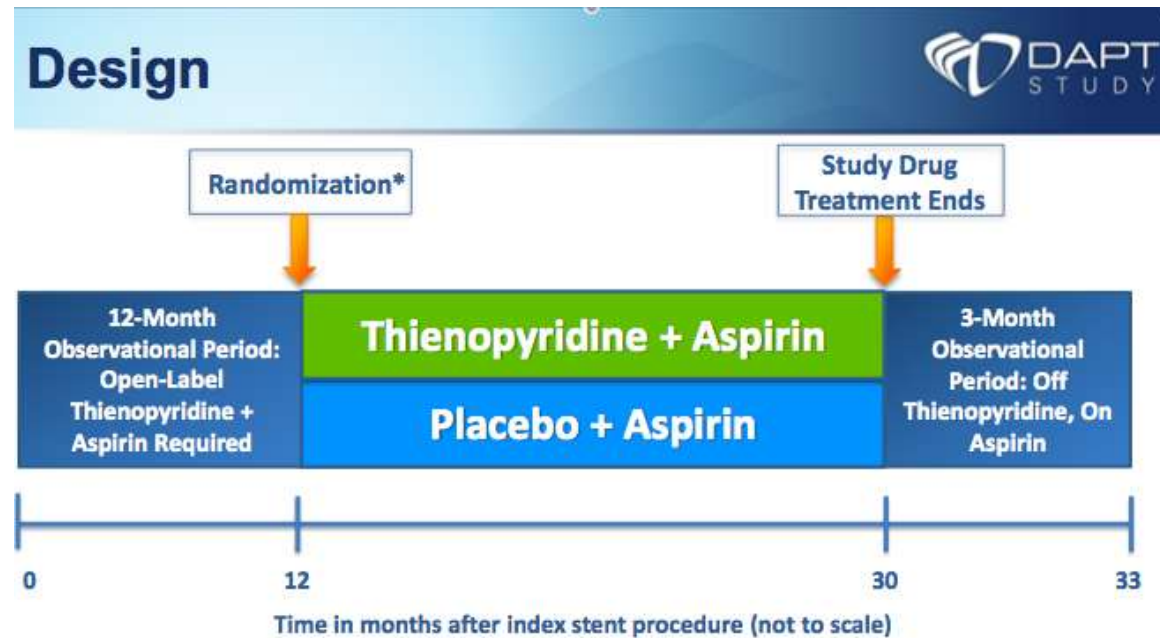 Design
DAPT
STUDY
Randomization*
Study Drug
Treatment Ends
12-Month
Observational Period:
Open-Label
Thienopyridine +
Aspirin Required
Thienopyridine + Aspirin
Placebo + Aspirin
3-Month
Observational
Period: Off
Thienopyridine, On
Aspirin
0 12 30 33
Time in months after index stent procedure (not to scale)